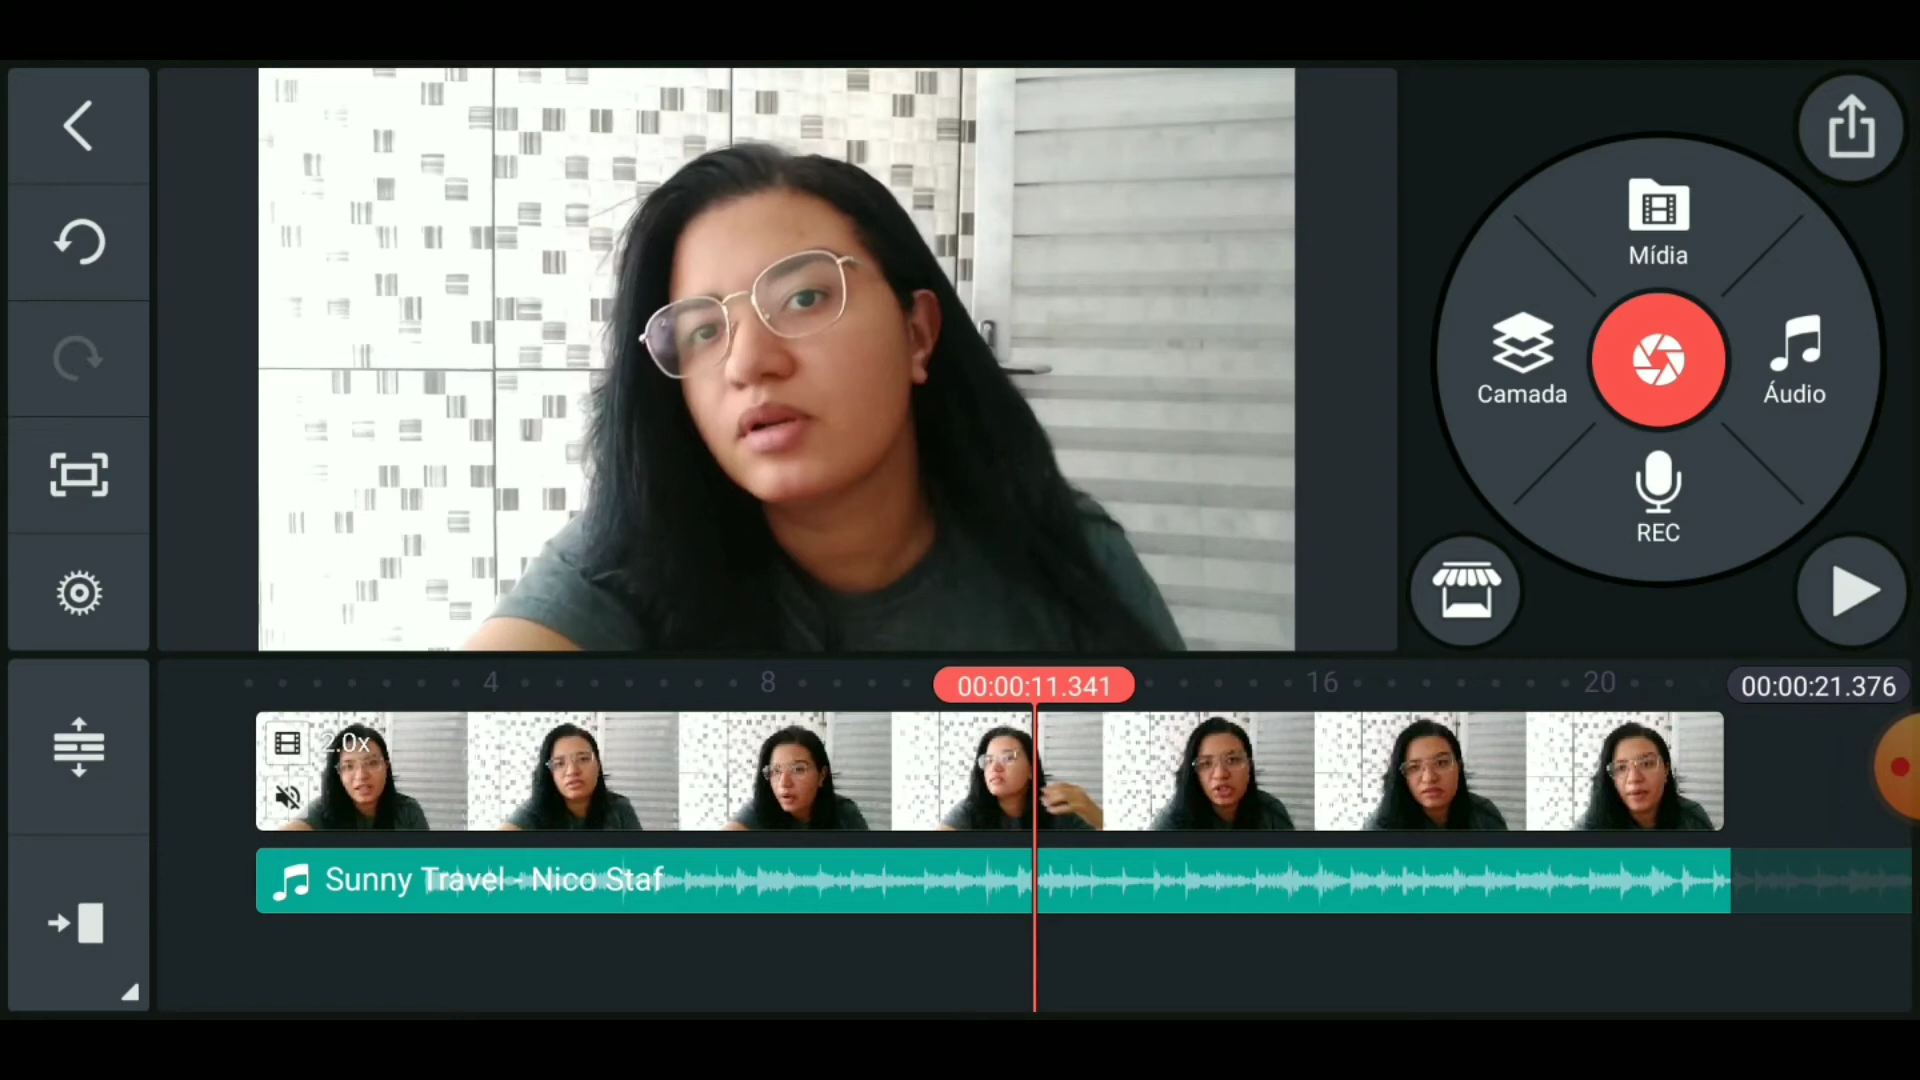 Mídia
Camada
Áudio
REC
4
8
00:00:11.341
16
20
00:00:21.376
2.0x
Sunny Travel - Nico Staf